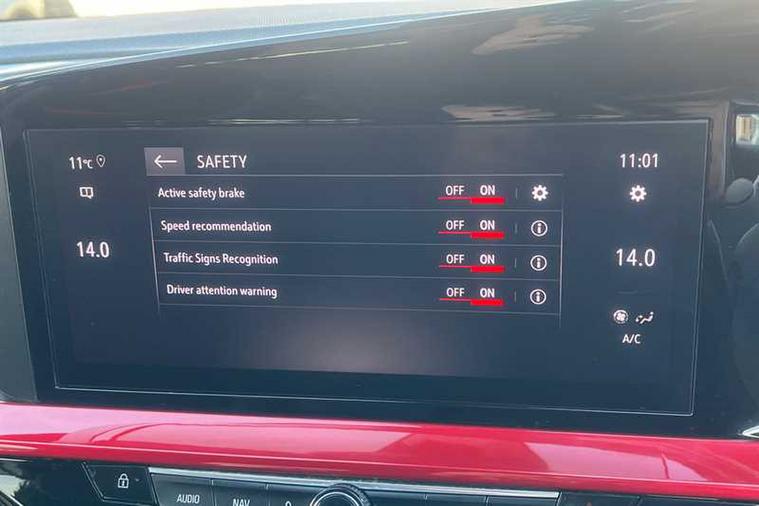 11°C
SAFETY
11:01
Active safety brake OFF ON
Speed recommendation OFF ON
14.0
14.0
Traffic Signs Recognition OFF ON
Driver attention warning OFF ON
A/C
AUDIO
NAV